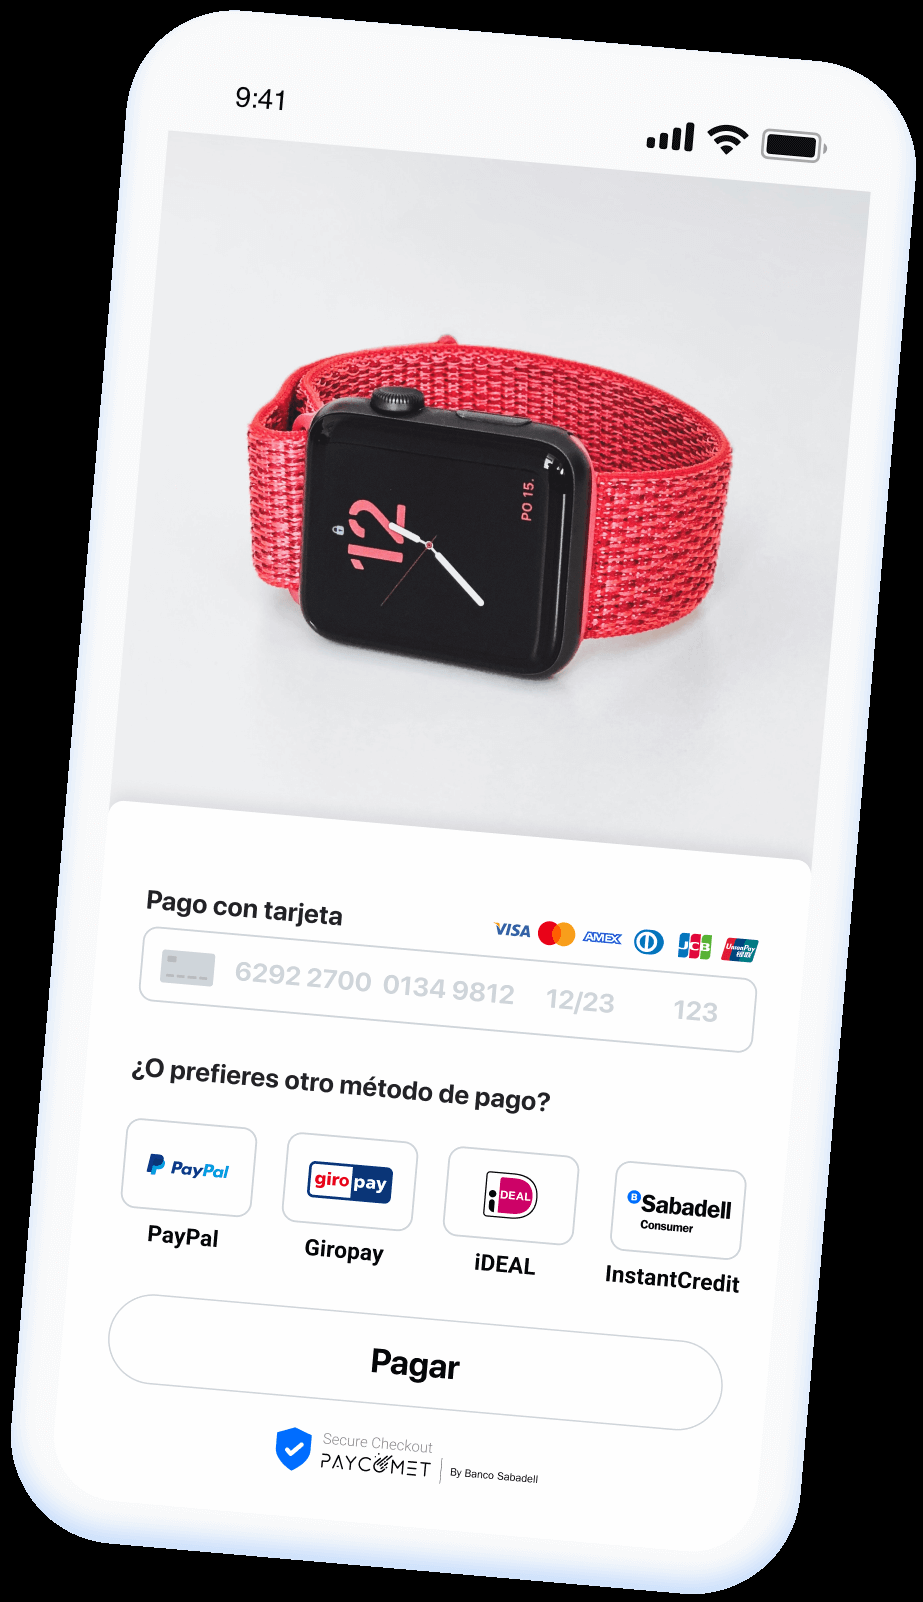 9:41
12
PO 15.
Pago con tarjeta
VISA AMEX JCB UnionPay 银联
6292 2700 0134 9812 12/23 123
¿O prefieres otro método de pago?
PayPal
giropay
iDEAL
B Sabadell
Consumer
PayPal
Giropay
iDEAL
InstantCredit
Pagar
Secure Checkout
PAYCOMET By Banco Sabadell